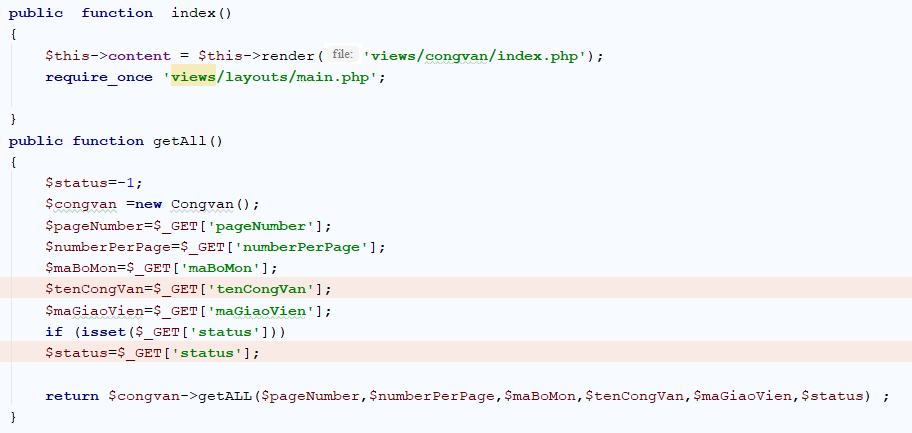 public  function  index()
{
$this->content = $this->render( file: 'views/congvan/index.php');
require_once 'views/layouts/main.php';
}
public function getAll()
{
$status=-1;
$congvan =new Congvan();
$pageNumber=$_GET['pageNumber'];
$numberPerPage=$_GET['numberPerPage'];
$maBoMon=$_GET['maBoMon'];
$tenCongVan=$_GET['tenCongVan'];
$maGiaoVien=$_GET['maGiaoVien'];
if (isset($_GET['status']))
$status=$_GET['status'];
return $congvan->getALL($pageNumber,$numberPerPage,$maBoMon,$tenCongVan,$maGiaoVien,$status) ;
}